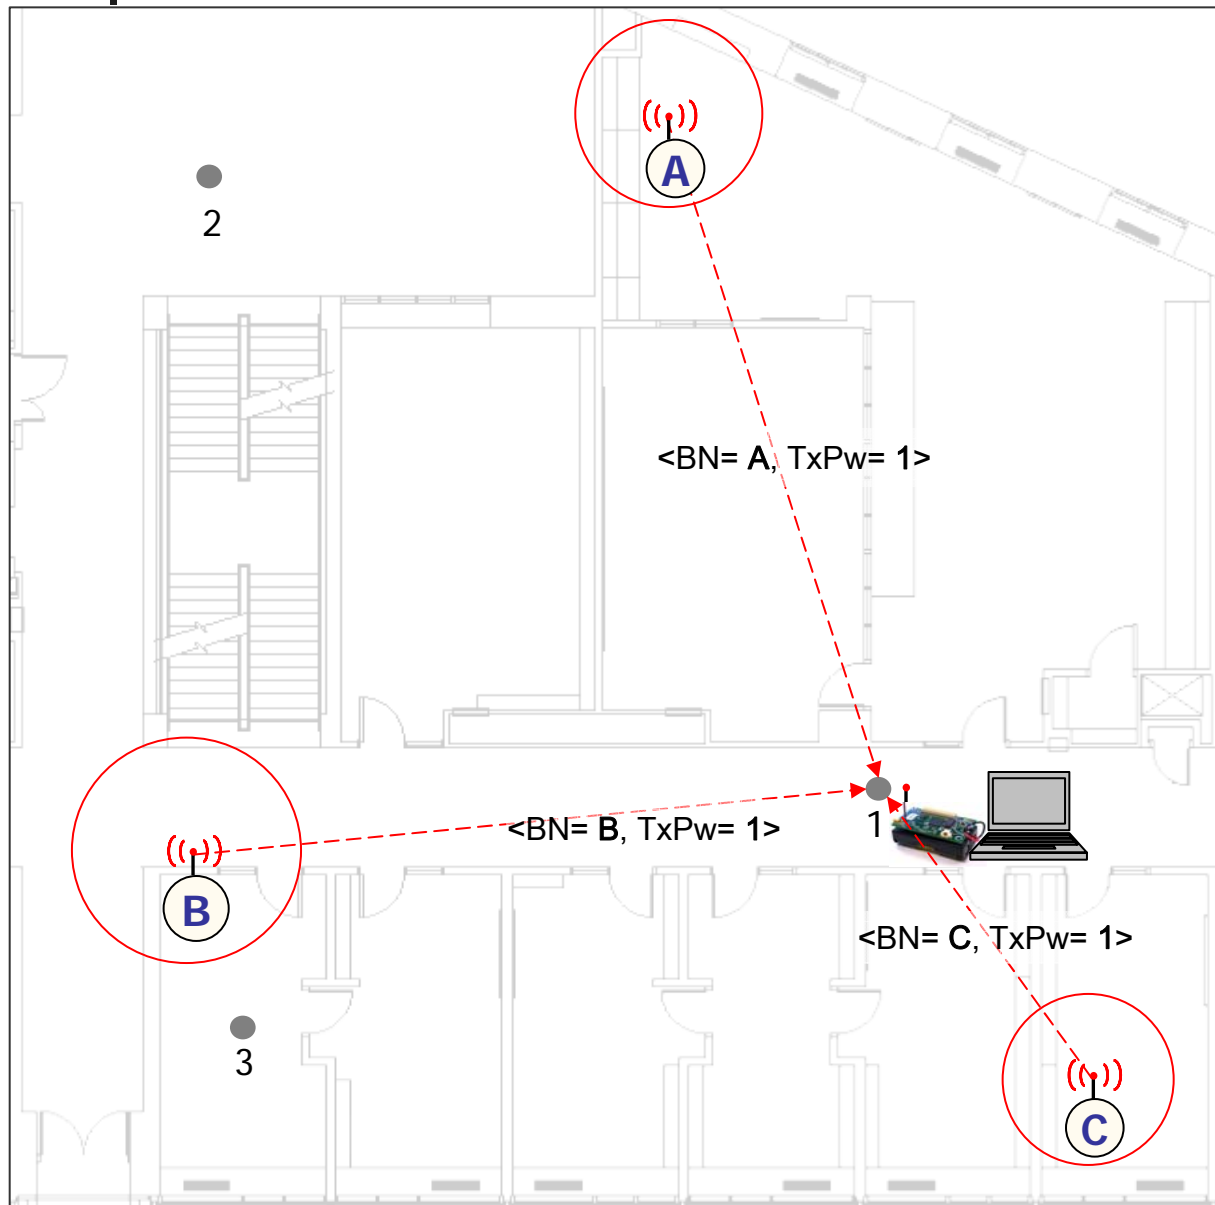 A
2
<BN= A, TxPw= 1>
1
<BN= B, TxPw= 1>
B
<BN= C, TxPw= 1>
3
C